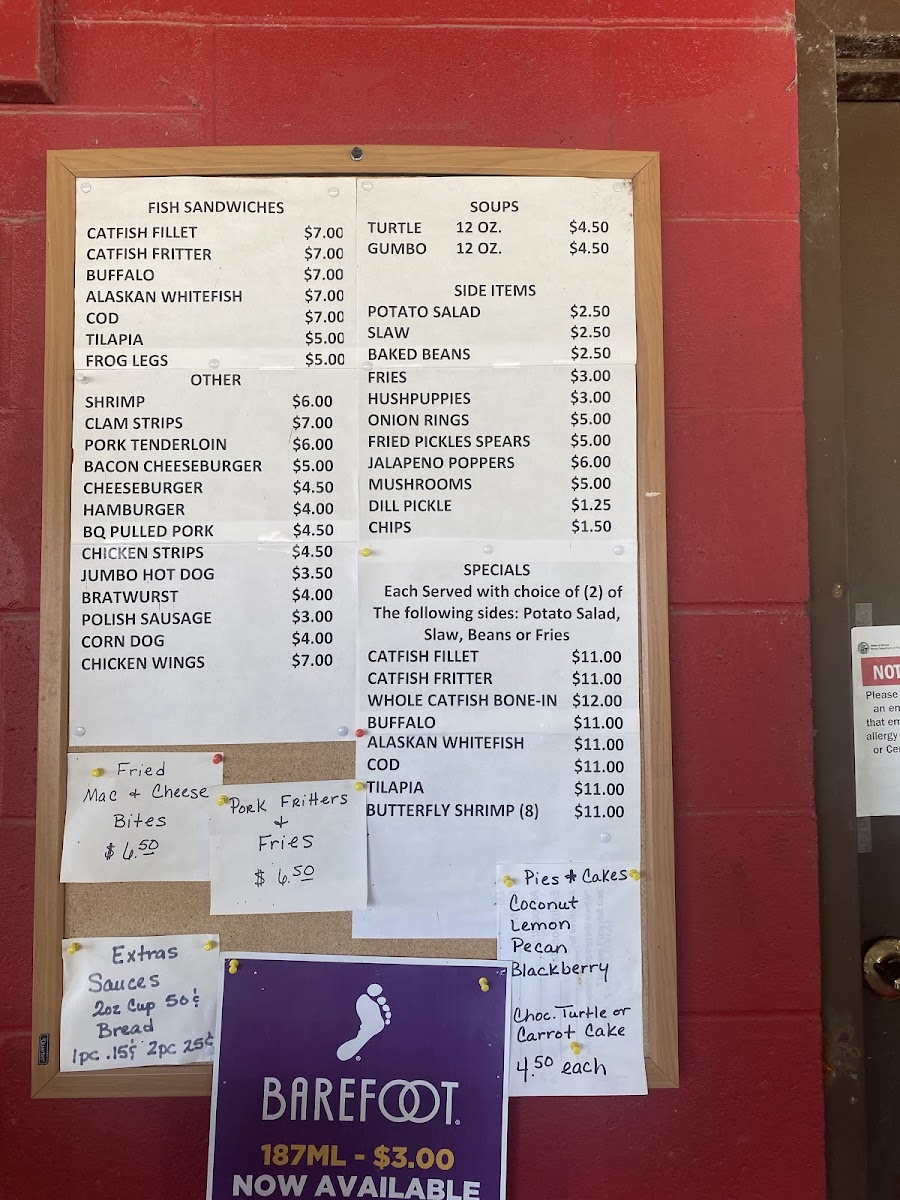 FISH SANDWICHES
CATFISH FILLET $7.00
CATFISH FRITTER $7.00
BUFFALO $7.00
ALASKAN WHITEFISH $7.00
COD $7.00
TILAPIA $5.00
FROG LEGS $5.00
OTHER
SHRIMP $6.00
CLAM STRIPS $7.00
PORK TENDERLOIN $6.00
BACON CHEESEBURGER $5.00
CHEESEBURGER $4.50
HAMBURGER $4.00
BQ PULLED PORK $4.50
CHICKEN STRIPS $4.50
JUMBO HOT DOG $3.50
BRATWURST $4.00
POLISH SAUSAGE $3.00
CORN DOG $4.00
CHICKEN WINGS $7.00
SOUPS
TURTLE 12 OZ. $4.50
GUMBO 12 OZ. $4.50
SIDE ITEMS
POTATO SALAD $2.50
SLAW $2.50
BAKED BEANS $2.50
FRIES $3.00
HUSHPUPPIES $3.00
ONION RINGS $5.00
FRIED PICKLES SPEARS $5.00
JALAPENO POPPERS $6.00
MUSHROOMS $5.00
DILL PICKLE $1.25
CHIPS $1.50
SPECIALS
Each Served with choice of (2) of
The following sides: Potato Salad,
Slaw, Beans or Fries
CATFISH FILLET $11.00
CATFISH FRITTER $11.00
WHOLE CATFISH BONE-IN $12.00
BUFFALO $11.00
ALASKAN WHITEFISH $11.00
COD $11.00
TILAPIA $11.00
BUTTERFLY SHRIMP (8) $11.00
Fried
Mac + Cheese
Bites
$ 6.50
Pork Fritters
+
Fries
$ 6.50
Extras
Sauces
2oz Cup 50¢
Bread
1pc .15¢ 2pc 25¢
Pies + Cakes
Coconut
Lemon
Pecan
Blackberry
Choc. Turtle or
Carrot Cake
4.50 each
BAREFOOT
187ML - $3.00
NOW AVAILABLE
NOT
Please
an em
that em
allergy
or Ce